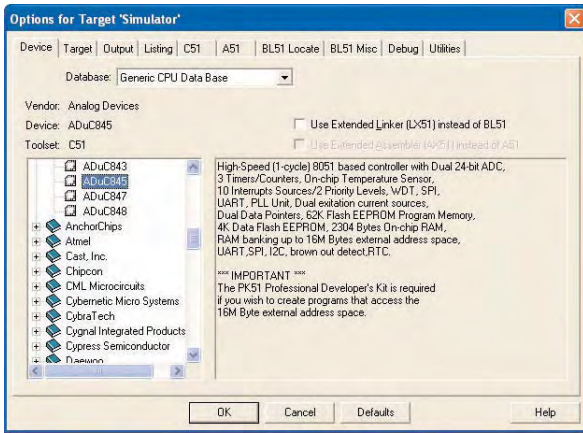 Options for Target 'Simulator'
Device Target Output Listing C51 A51 BL51 Locate BL51 Misc Debug Utilities
Database: Generic CPU Data Base
Vendor: Analog Devices
Device: ADuC845
Use Extended Linker (LX51) instead of BL51
Toolset: C51
Use Extended Assembler (AX51) instead of A51
ADuC843
ADuC845
ADuC847
ADuC848
AnchorChips
Atmel
Cast, Inc.
Chipcon
CML Microcircuits
Cybernetic Micro Systems
CybraTech
Cygnal Integrated Products
Cypress Semiconductor
Daewoo
High-Speed (1-cycle) 8051 based controller with Dual 24-bit ADC,
3 Timers/Counters, On-chip Temperature Sensor,
10 Interrupts Sources/2 Priority Levels, WDT, SPI,
UART, PLL Unit, Dual exitation current sources,
Dual Data Pointers, 62K Flash EEPROM Program Memory,
4K Data Flash EEPROM, 2304 Bytes On-chip RAM,
RAM banking up to 16M Bytes external address space,
UART,SPI, I2C, brown out detect,RTC.
*** IMPORTANT ***
The PK51 Professional Developer's Kit is required
if you wish to create programs that access the
16M Byte external address space.
OK Cancel Defaults Help